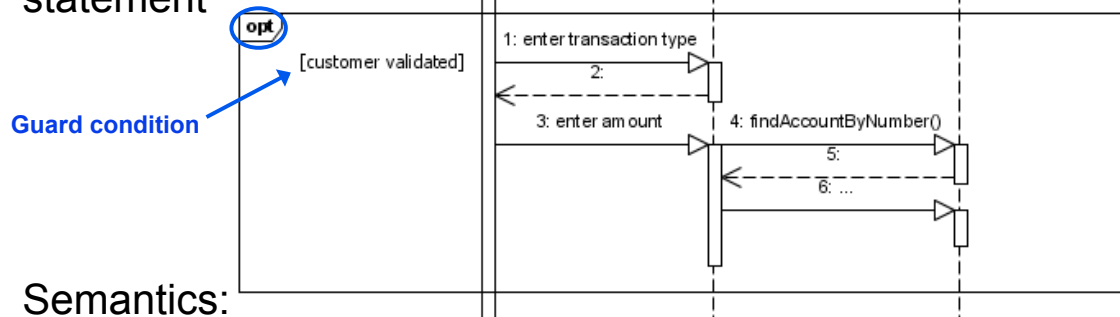 statement
opt
1: enter transaction type
[customer validated]
2:
Guard condition
3: enter amount
4: findAccountByNumber()
5:
6: ...
Semantics: